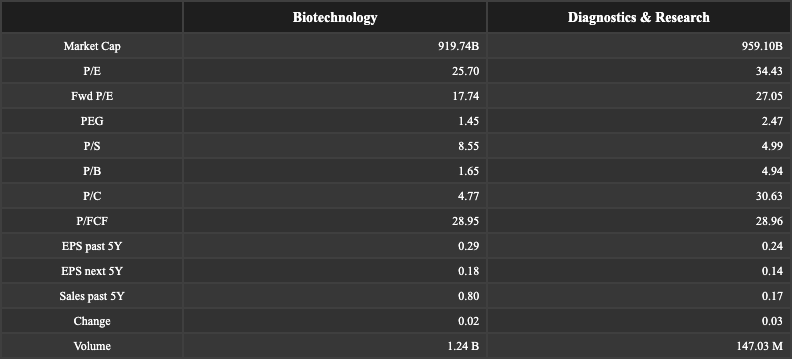 Biotechnology Diagnostics & Research
Market Cap 919.74B 959.10B
P/E 25.70 34.43
Fwd P/E 17.74 27.05
PEG 1.45 2.47
P/S 8.55 4.99
P/B 1.65 4.94
P/C 4.77 30.63
P/FCF 28.95 28.96
EPS past 5Y 0.29 0.24
EPS next 5Y 0.18 0.14
Sales past 5Y 0.80 0.17
Change 0.02 0.03
Volume 1.24 B 147.03 M